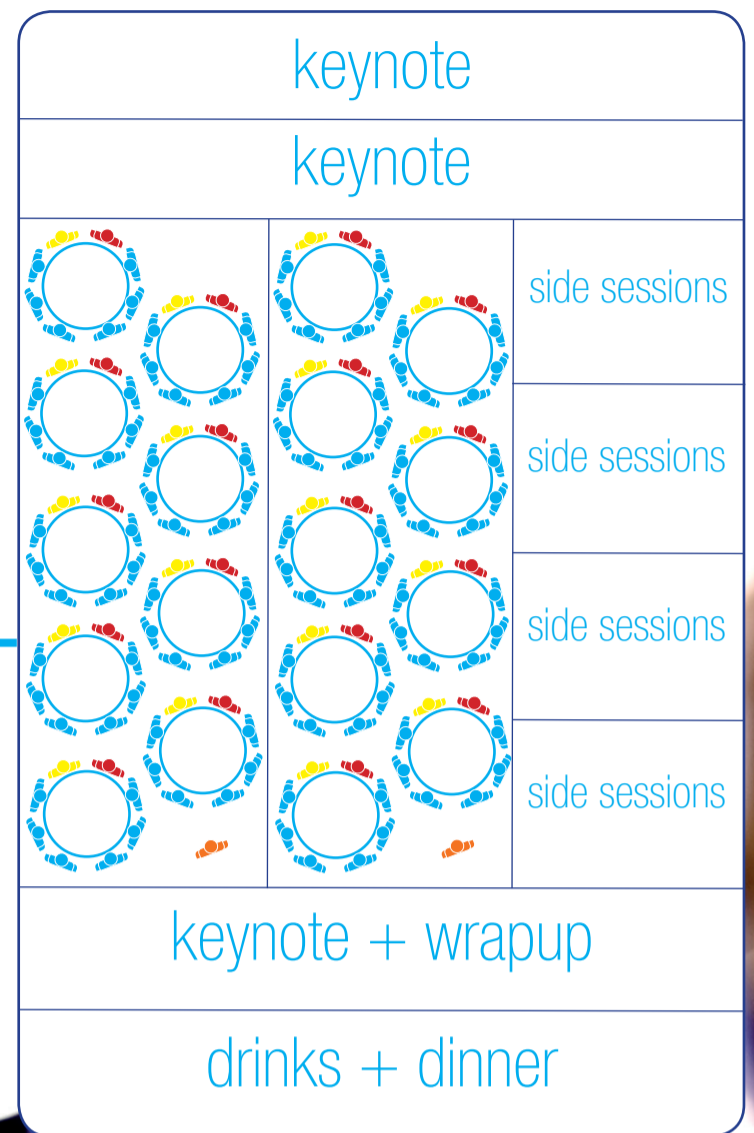 keynote
keynote
side sessions
side sessions
side sessions
side sessions
keynote + wrapup
drinks + dinner